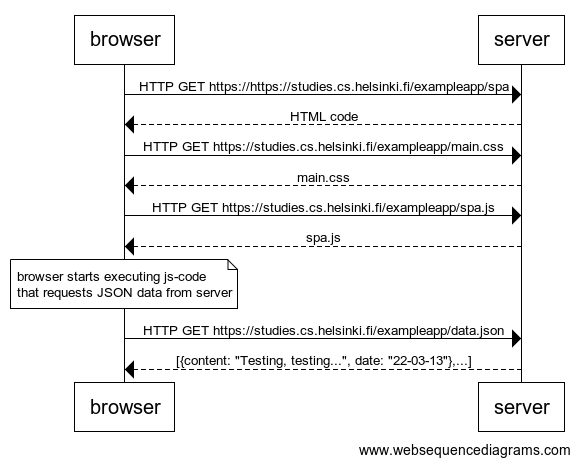 browser
server
HTTP GET https://https://studies.cs.helsinki.fi/exampleapp/spa
HTML code
HTTP GET https://studies.cs.helsinki.fi/exampleapp/main.css
main.css
HTTP GET https://studies.cs.helsinki.fi/exampleapp/spa.js
spa.js
browser starts executing js-code
that requests JSON data from server
HTTP GET https://studies.cs.helsinki.fi/exampleapp/data.json
[{content: "Testing, testing...", date: "22-03-13"},...]
browser
server
www.websequencediagrams.com